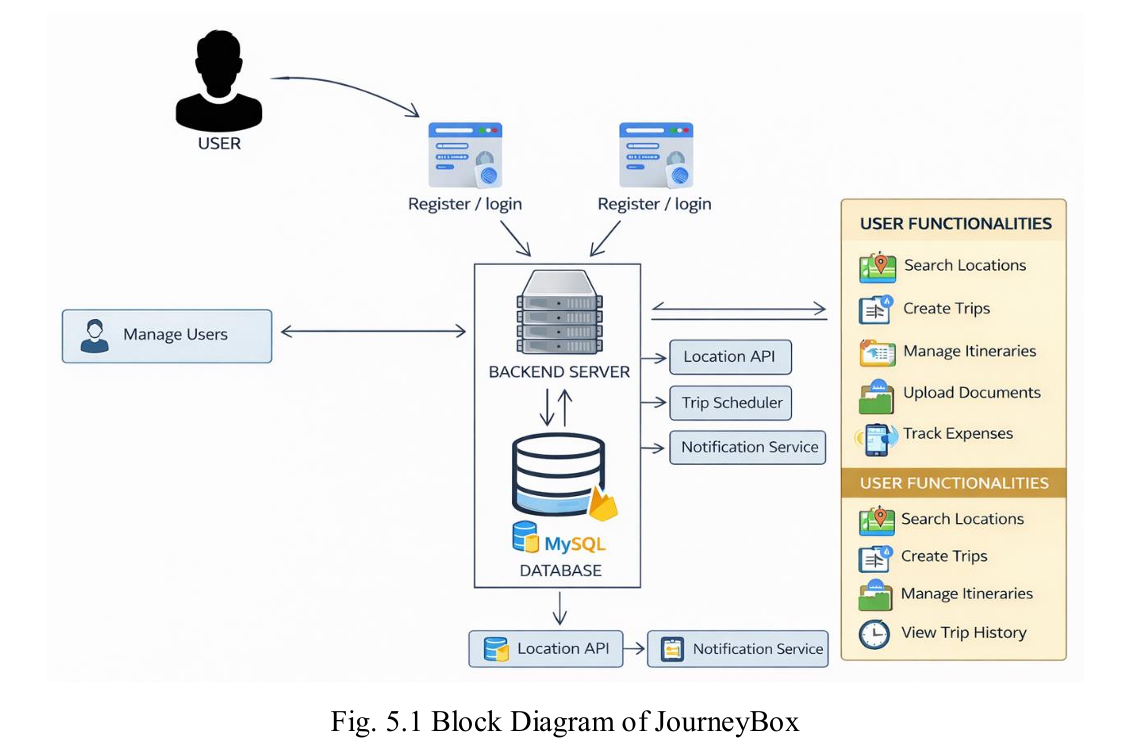 USER
Register / login
Register / login
USER FUNCTIONALITIES
Search Locations
Create Trips
Manage Itineraries
Upload Documents
Track Expenses
USER FUNCTIONALITIES
Search Locations
Create Trips
Manage Itineraries
View Trip History
Manage Users
BACKEND SERVER
Location API
Trip Scheduler
Notification Service
MySQL
DATABASE
Location API
Notification Service
Fig. 5.1 Block Diagram of JourneyBox